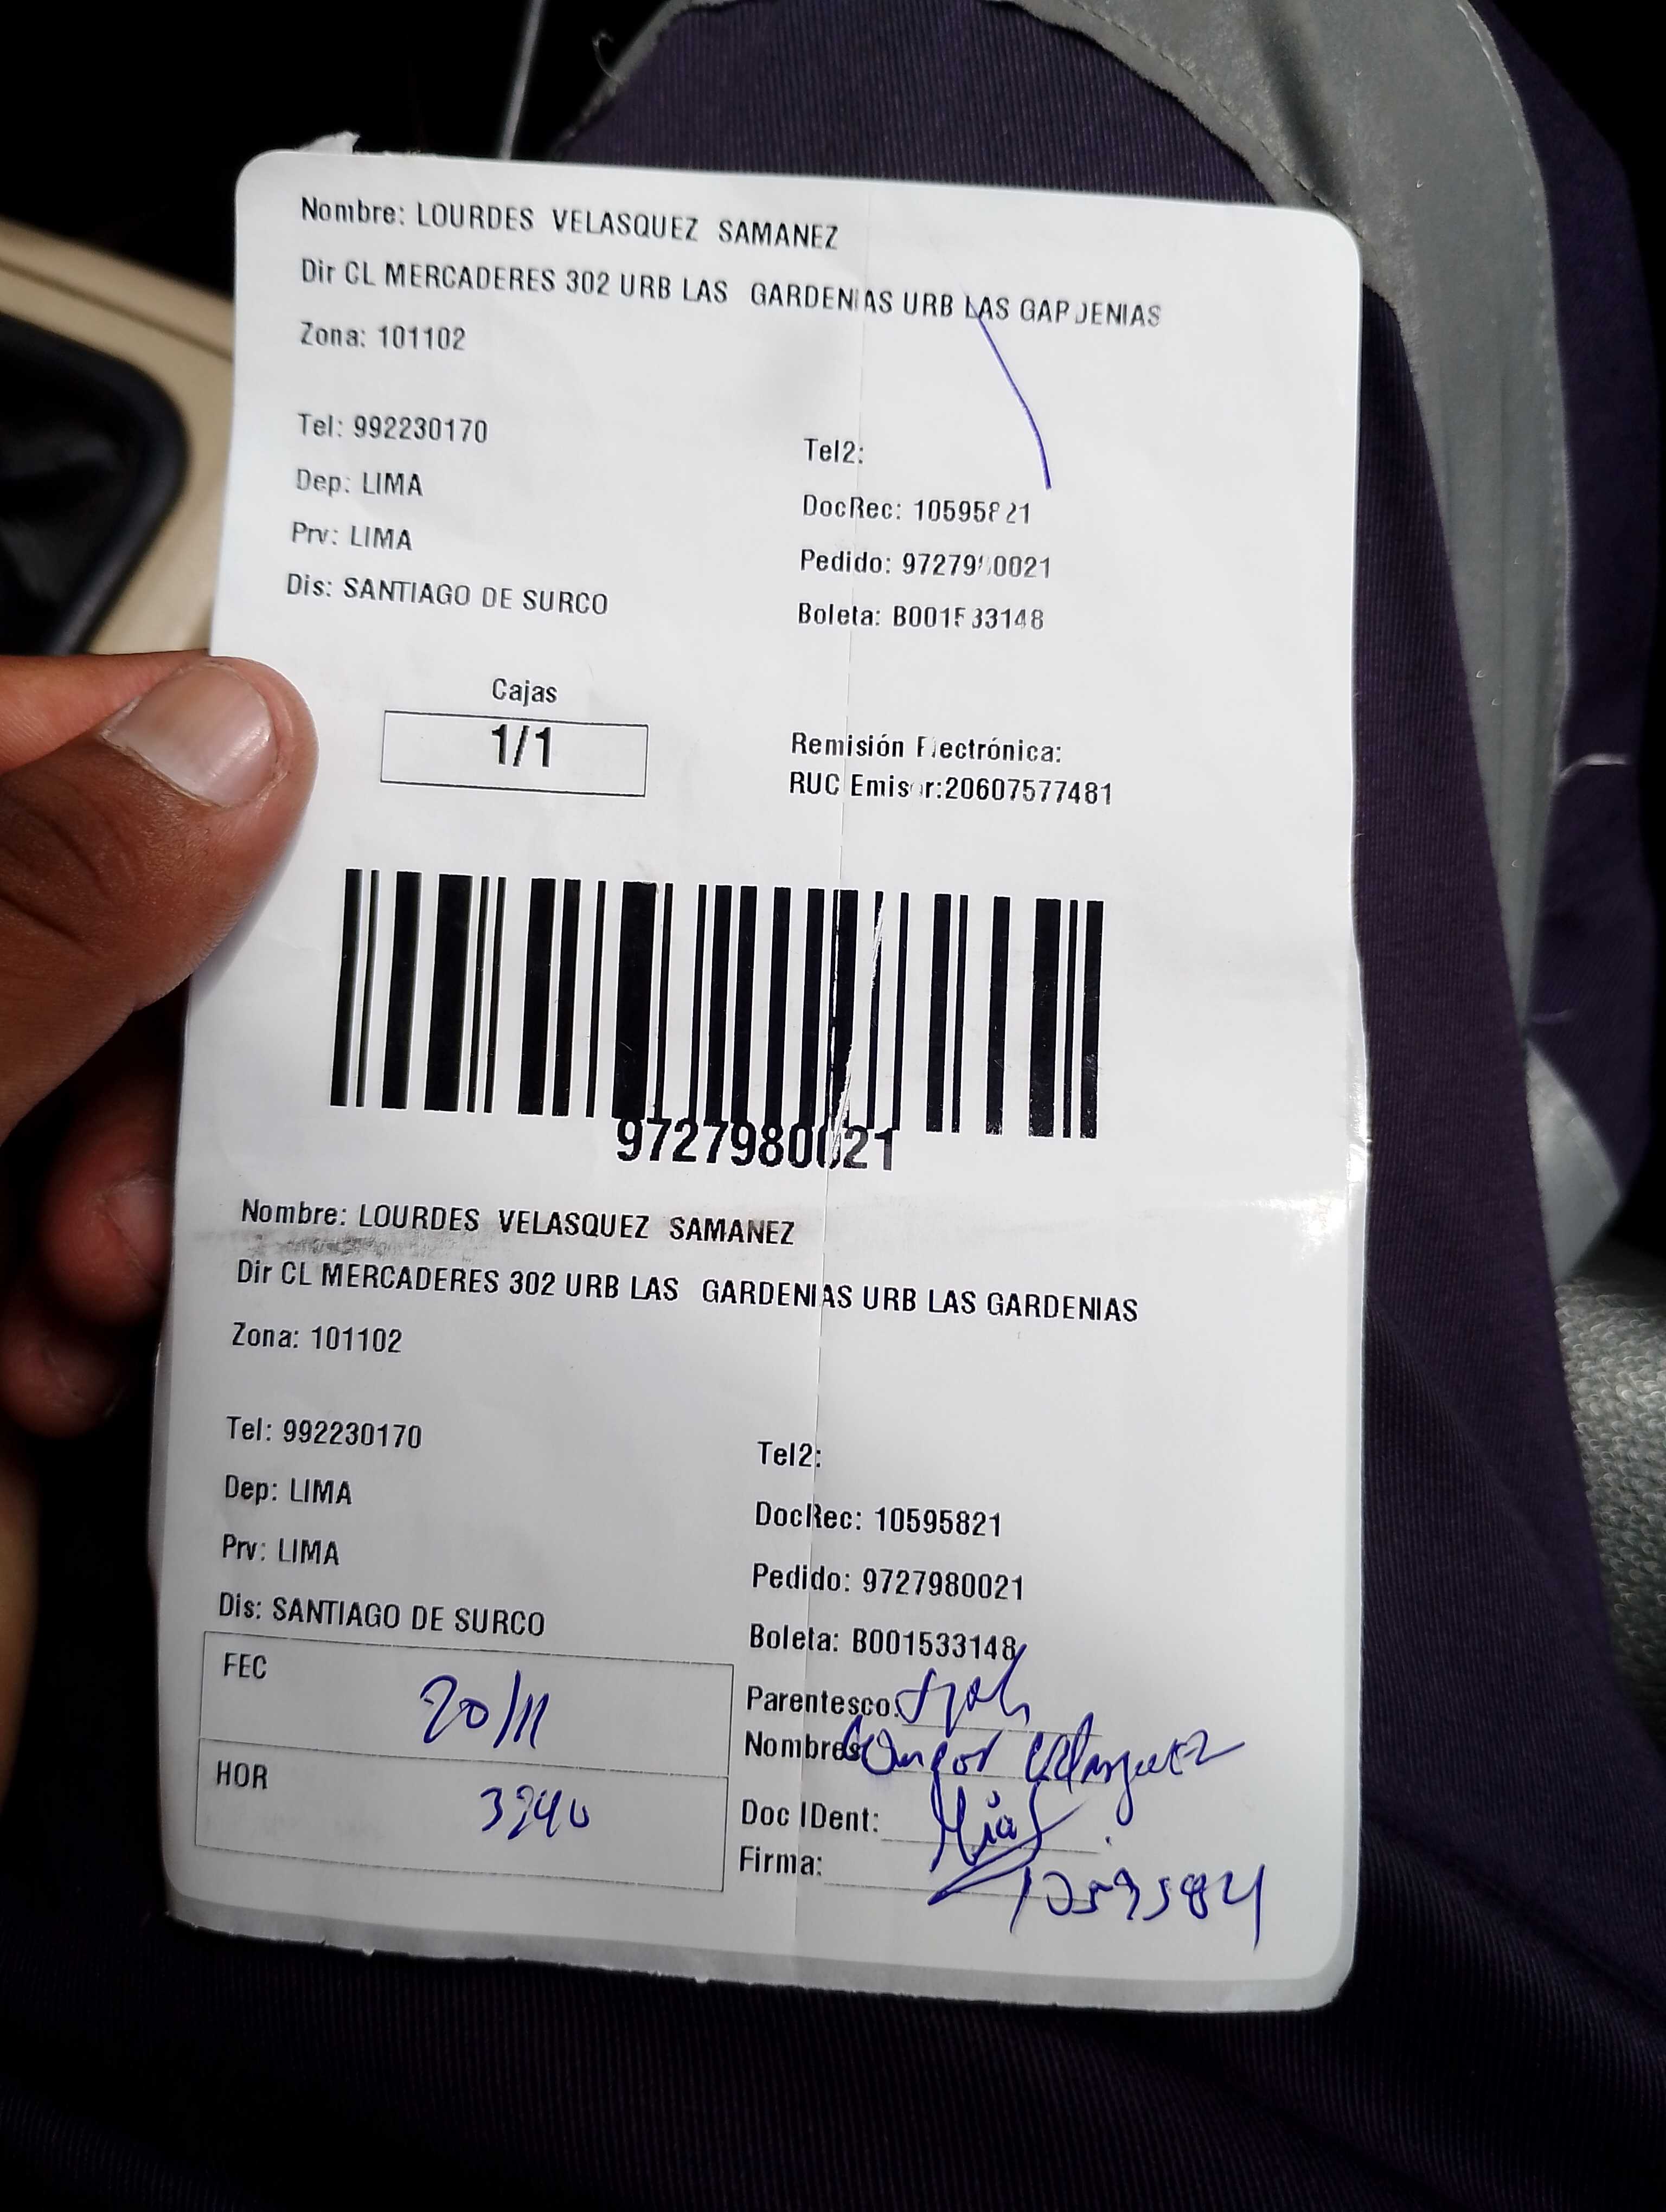 Nombre: LOURDES VELASQUEZ SAMANEZ
Dir CL MERCADERES 302 URB LAS GARDENIAS URB LAS GARDENIAS
Zona: 101102
Tel: 992230170
Tel2:
Dep: LIMA
DocRec: 10595821
Prv: LIMA
Pedido: 9727980021
Dis: SANTIAGO DE SURCO
Boleta: B001533148
Cajas
1/1
Remisión Electrónica:
RUC Emisor:20607577481
9727980021
Nombre: LOURDES VELASQUEZ SAMANEZ
Dir CL MERCADERES 302 URB LAS GARDENIAS URB LAS GARDENIAS
Zona: 101102
Tel: 992230170
Tel2:
Dep: LIMA
DocRec: 10595821
Prv: LIMA
Pedido: 9727980021
Dis: SANTIAGO DE SURCO
Boleta: B001533148
FEC 20/11
Parentesco:
Nombres Velasquez
HOR
Doc IDent:
Firma: